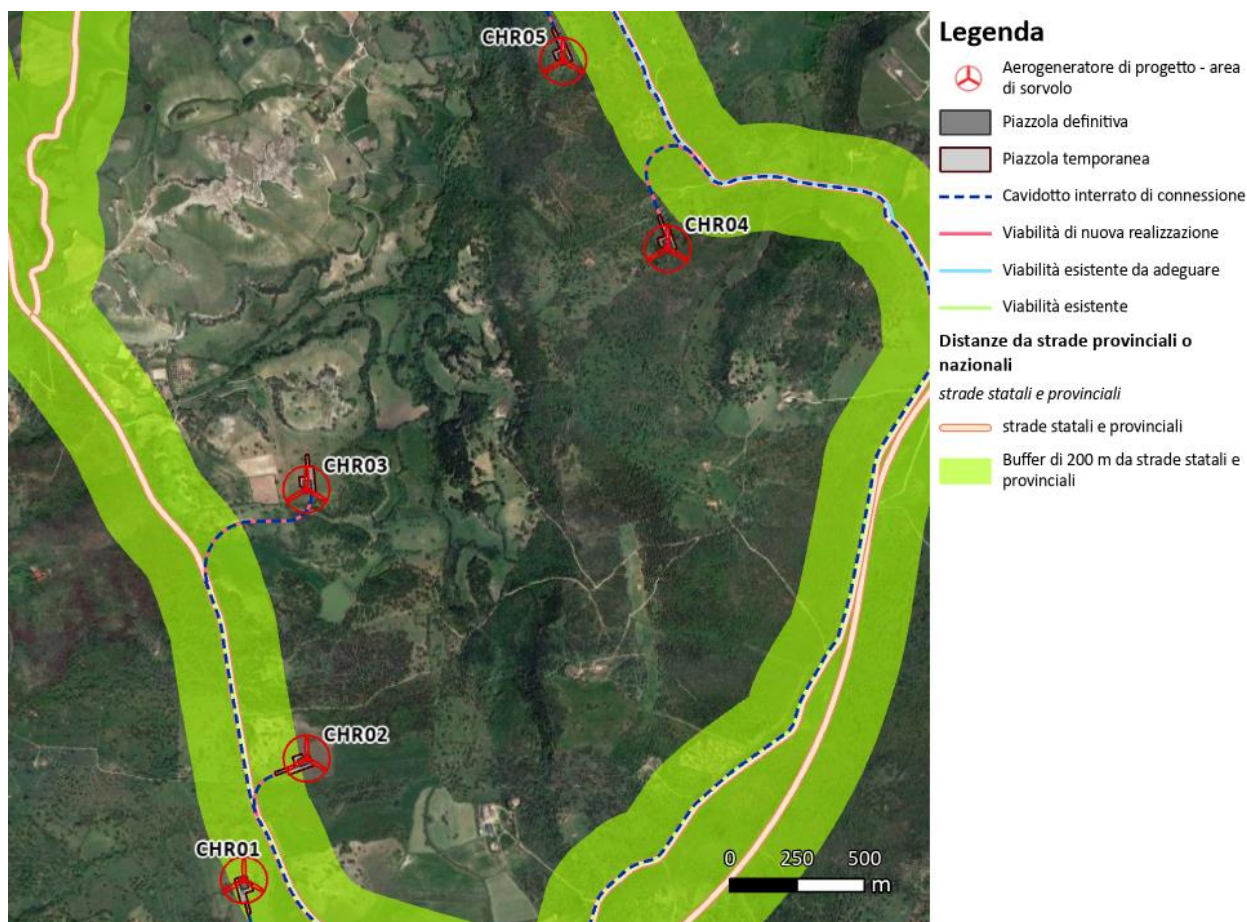 CHR05
CHR04
CHR03
CHR02
CHR01
0 250 500
m
Legenda
Aerogeneratore di progetto - area
di sorvolo
Piazzola definitiva
Piazzola temporanea
Cavidotto interrato di connessione
Viabilità di nuova realizzazione
Viabilità esistente da adeguare
Viabilità esistente
Distanze da strade provinciali o
nazionali
strade statali e provinciali
strade statali e provinciali
Buffer di 200 m da strade statali e
provinciali